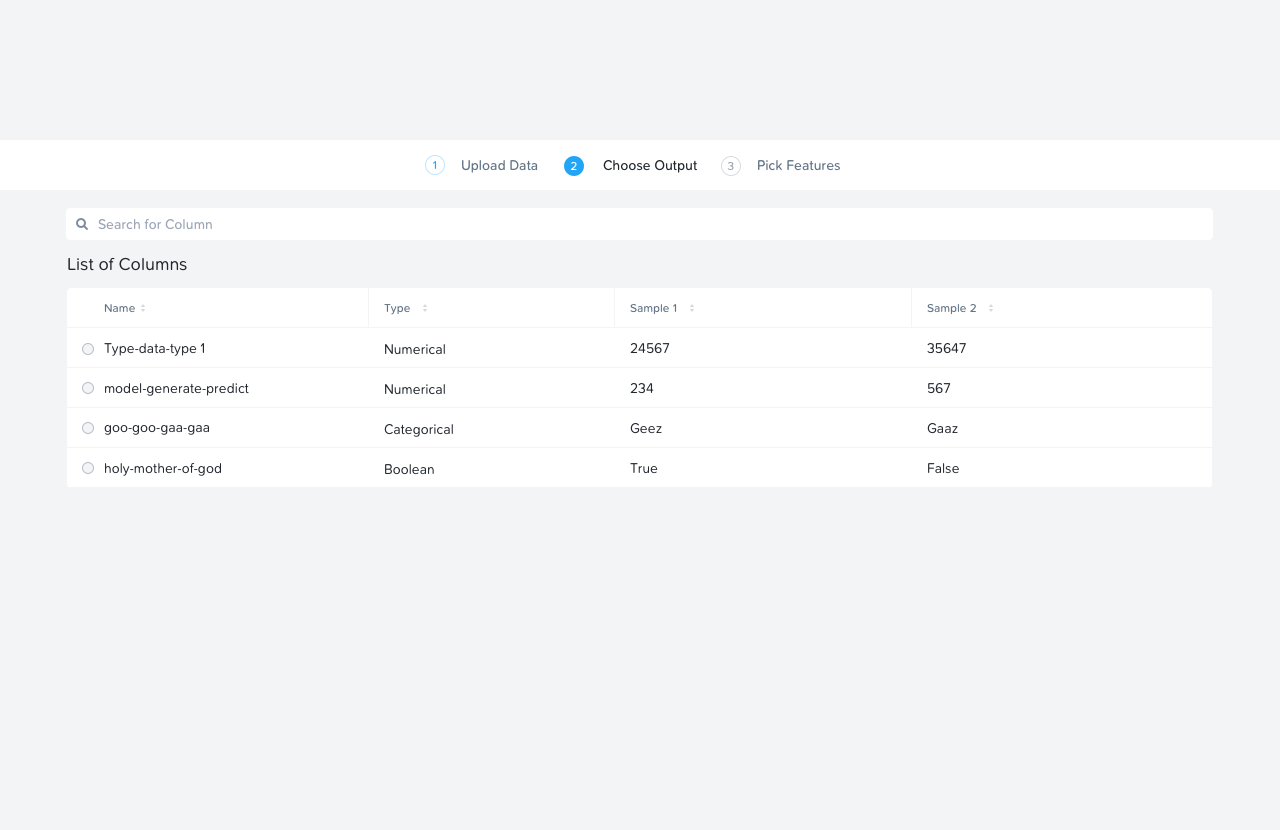 1 Upload Data 2 Choose Output 3 Pick Features
Search for Column
List of Columns
Name Type Sample 1 Sample 2
Type-data-type 1 Numerical 24567 35647
model-generate-predict Numerical 234 567
goo-goo-gaa-gaa Categorical Geez Gaaz
holy-mother-of-god Boolean True False